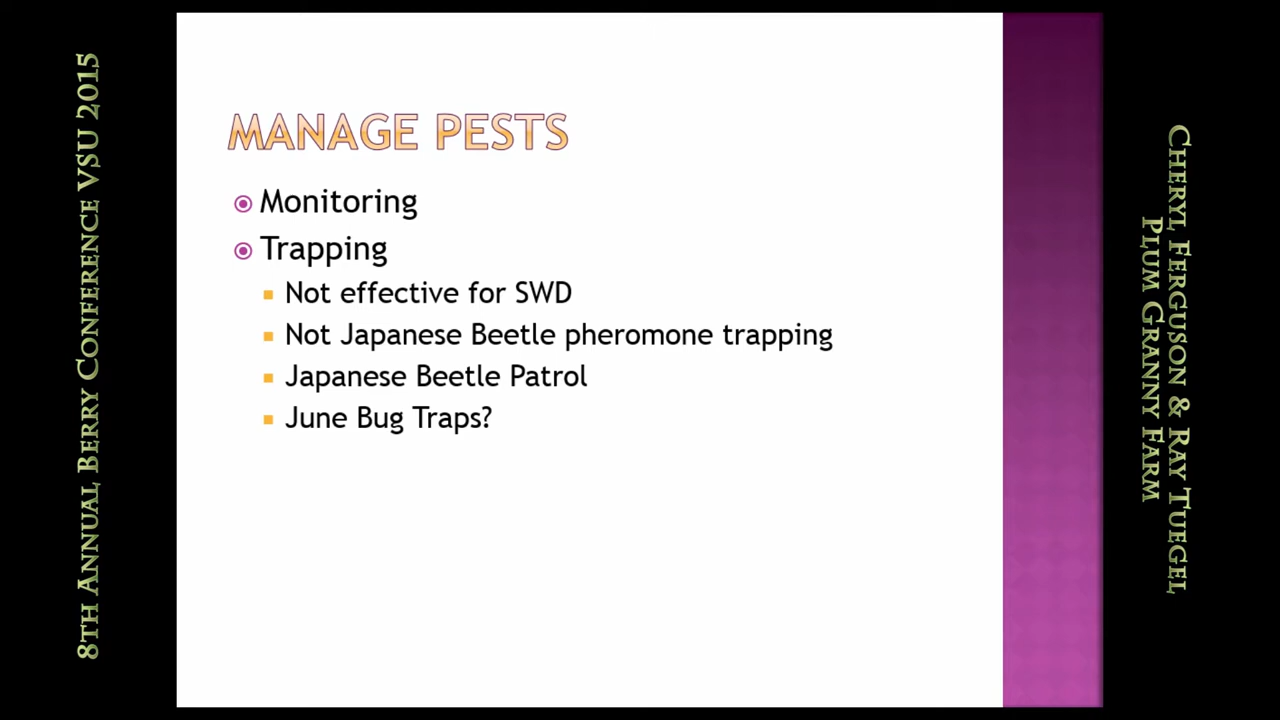 8th Annual Berry Conference VSU 2015
MANAGE PESTS
Monitoring
Trapping
Not effective for SWD
Not Japanese Beetle pheromone trapping
Japanese Beetle Patrol
June Bug Traps?
Cheryl Ferguson & Ray Tuegel
Plum Granny Farm